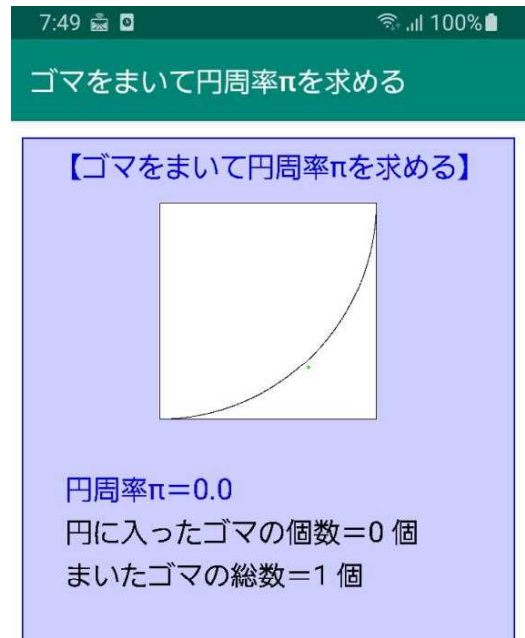 7:49 100%
ゴマをまいて円周率πを求める
【ゴマをまいて円周率πを求める】
円周率π＝0.0
円に入ったゴマの個数＝0 個
まいたゴマの総数＝1 個